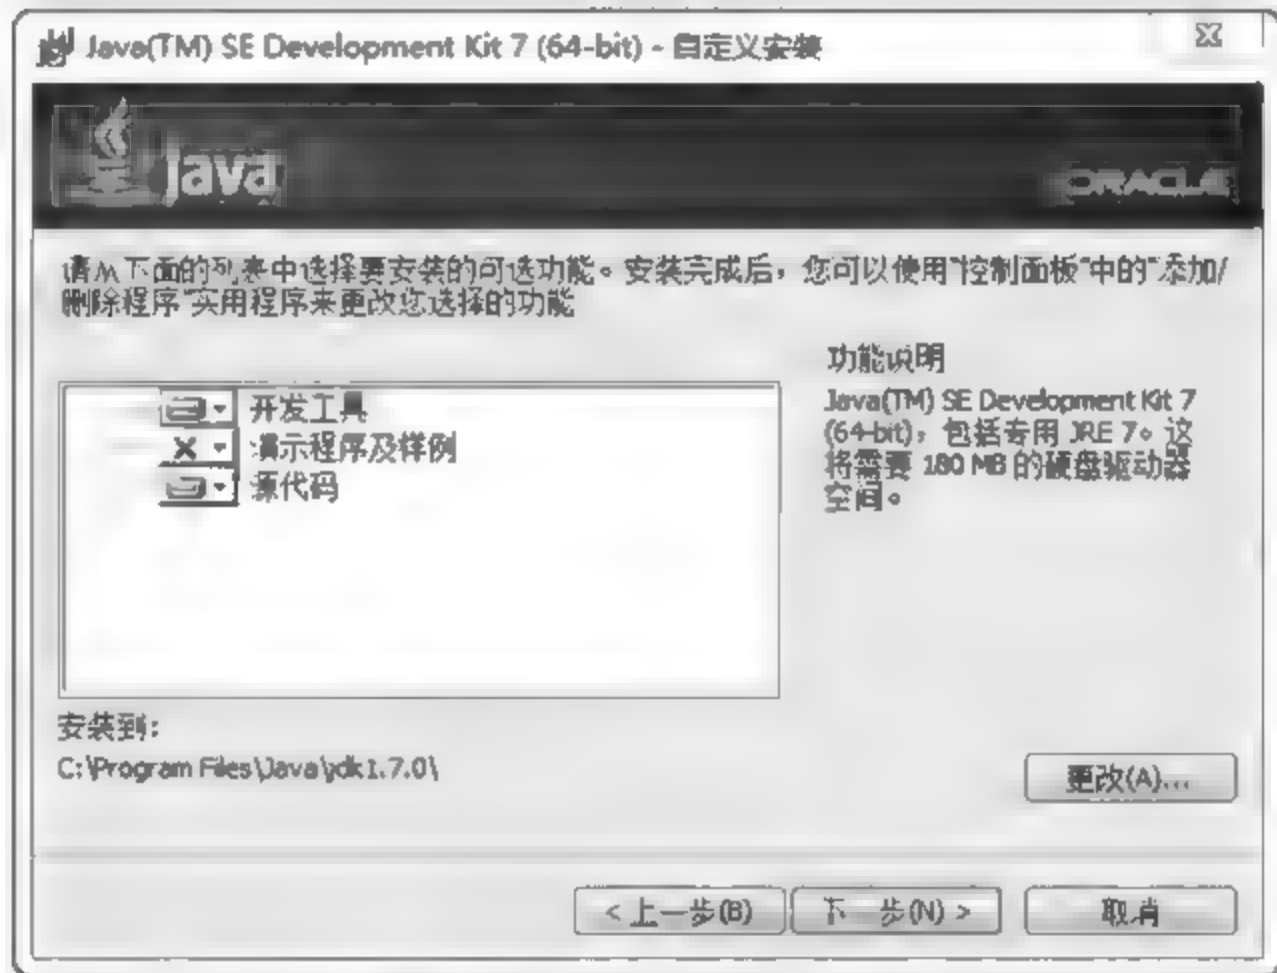 Java(TM) SE Development Kit 7 (64-bit) - 自定义安装
Java
ORACLE
请从下面的列表中选择要安装的可选功能。安装完成后，您可以使用"控制面板"中的"添加/
删除程序"实用程序来更改您选择的功能
开发工具
演示程序及样例
源代码
功能说明
Java(TM) SE Development Kit 7
(64-bit)，包括专用 JRE 7。这
将需要 180 MB 的硬盘驱动器
空间。
安装到：
C:\Program Files\Java\jdk1.7.0\
更改(A)...
< 上一步(B)
下一步(N) >
取消